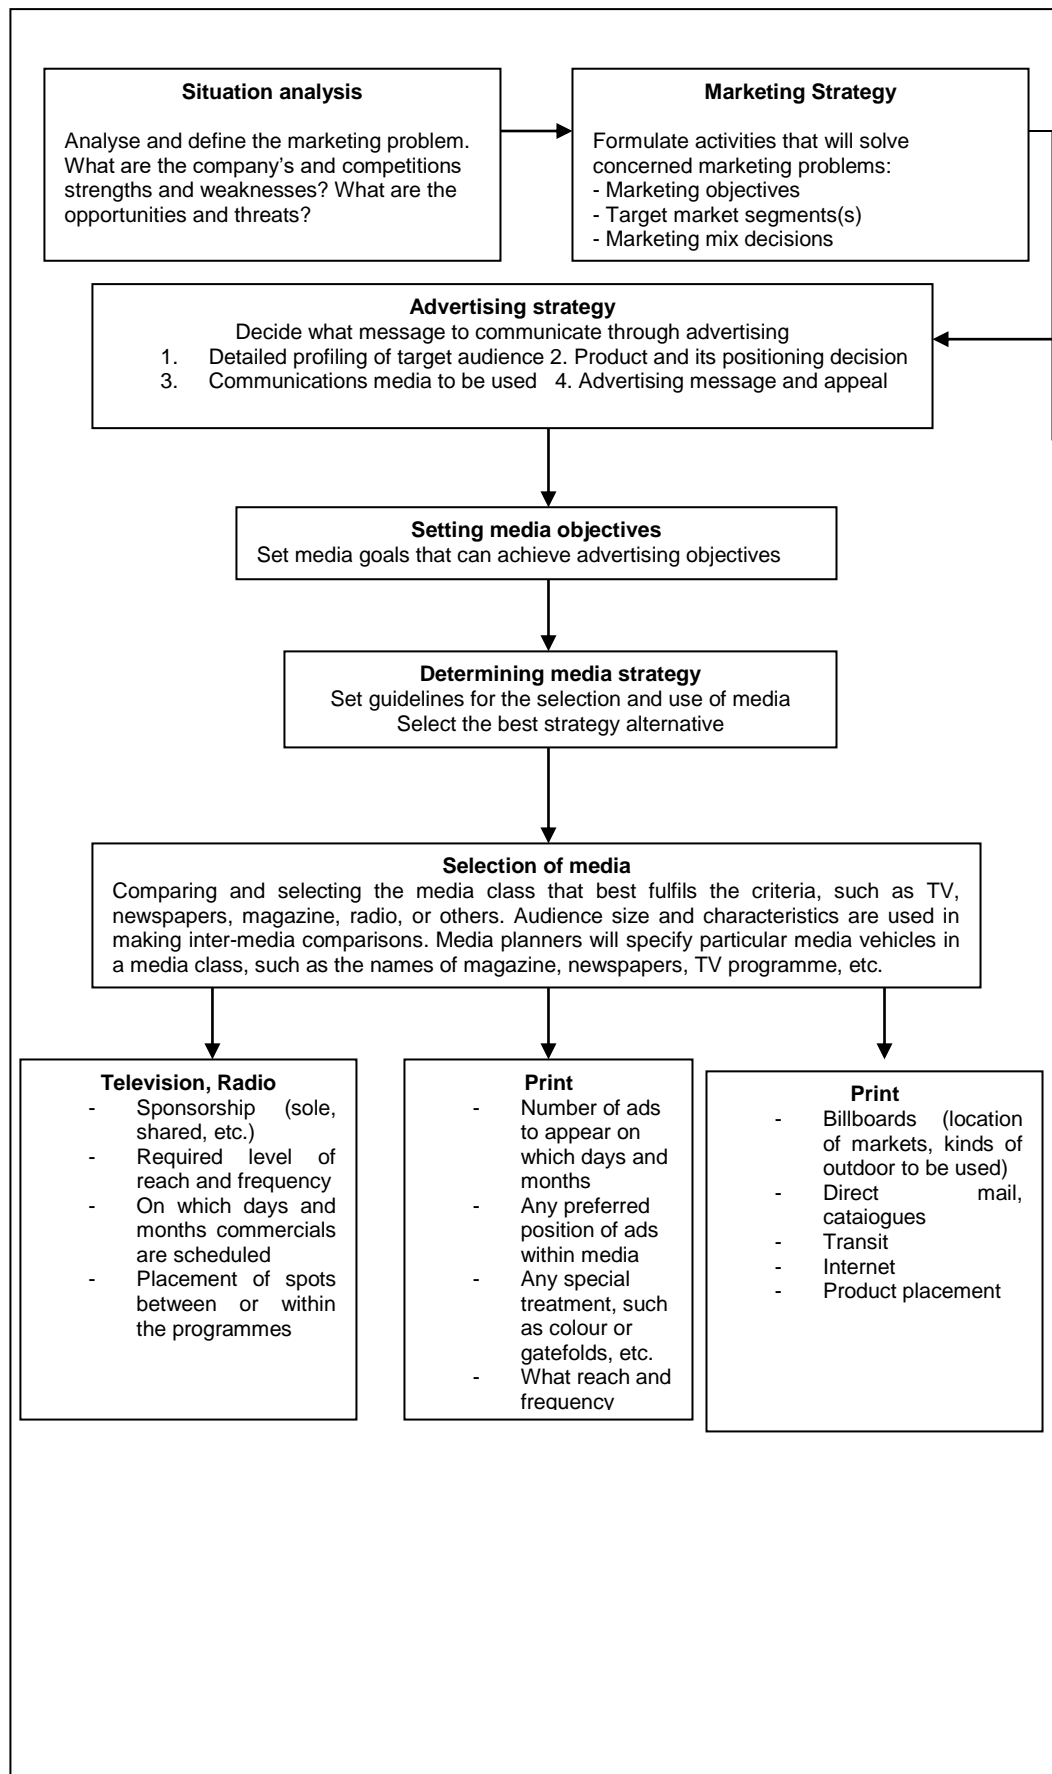 Situation analysis
Analyse and define the marketing problem.
What are the company's and competitions
strengths and weaknesses? What are the
opportunities and threats?
Marketing Strategy
Formulate activities that will solve
concerned marketing problems:
- Marketing objectives
- Target market segments(s)
- Marketing mix decisions
Advertising strategy
Decide what message to communicate through advertising
1. Detailed profiling of target audience 2. Product and its positioning decision
3. Communications media to be used 4. Advertising message and appeal
Setting media objectives
Set media goals that can achieve advertising objectives
Determining media strategy
Set guidelines for the selection and use of media
Select the best strategy alternative
Selection of media
Comparing and selecting the media class that best fulfils the criteria, such as TV,
newspapers, magazine, radio, or others. Audience size and characteristics are used in
making inter-media comparisons. Media planners will specify particular media vehicles in
a media class, such as the names of magazine, newspapers, TV programme, etc.
Television, Radio
- Sponsorship (sole,
shared, etc.)
- Required level of
reach and frequency
- On which days and
months commercials
are scheduled
- Placement of spots
between or within
the programmes
Print
- Number of ads
to appear on
which days and
months
- Any preferred
position of ads
within media
- Any special
treatment, such
as colour or
gatefolds, etc.
- What reach and
frequency
Print
- Billboards (location
of markets, kinds of
outdoor to be used)
- Direct mail,
cataiogues
- Transit
- Internet
- Product placement